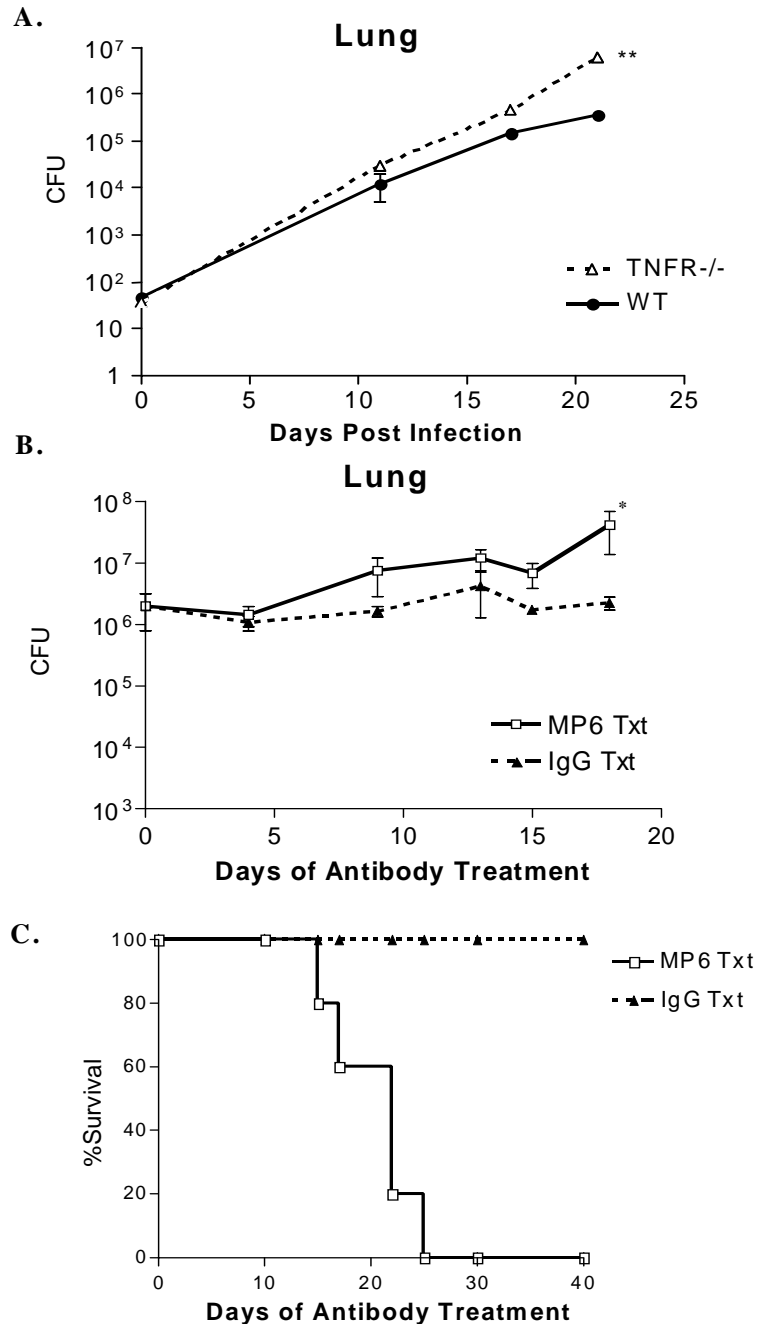 A.
Lung
10⁷
10⁶
10⁵
10⁴
10³
10²
10
1
CFU
**
TNFR-/-
WT
0 5 10 15 20 25
Days Post Infection
B.
Lung
10⁸
10⁷
10⁶
10⁵
10⁴
10³
CFU
*
MP6 Txt
IgG Txt
0 5 10 15 20
Days of Antibody Treatment
C.
100
80
60
40
20
0
%Survival
MP6 Txt
IgG Txt
0 10 20 30 40
Days of Antibody Treatment